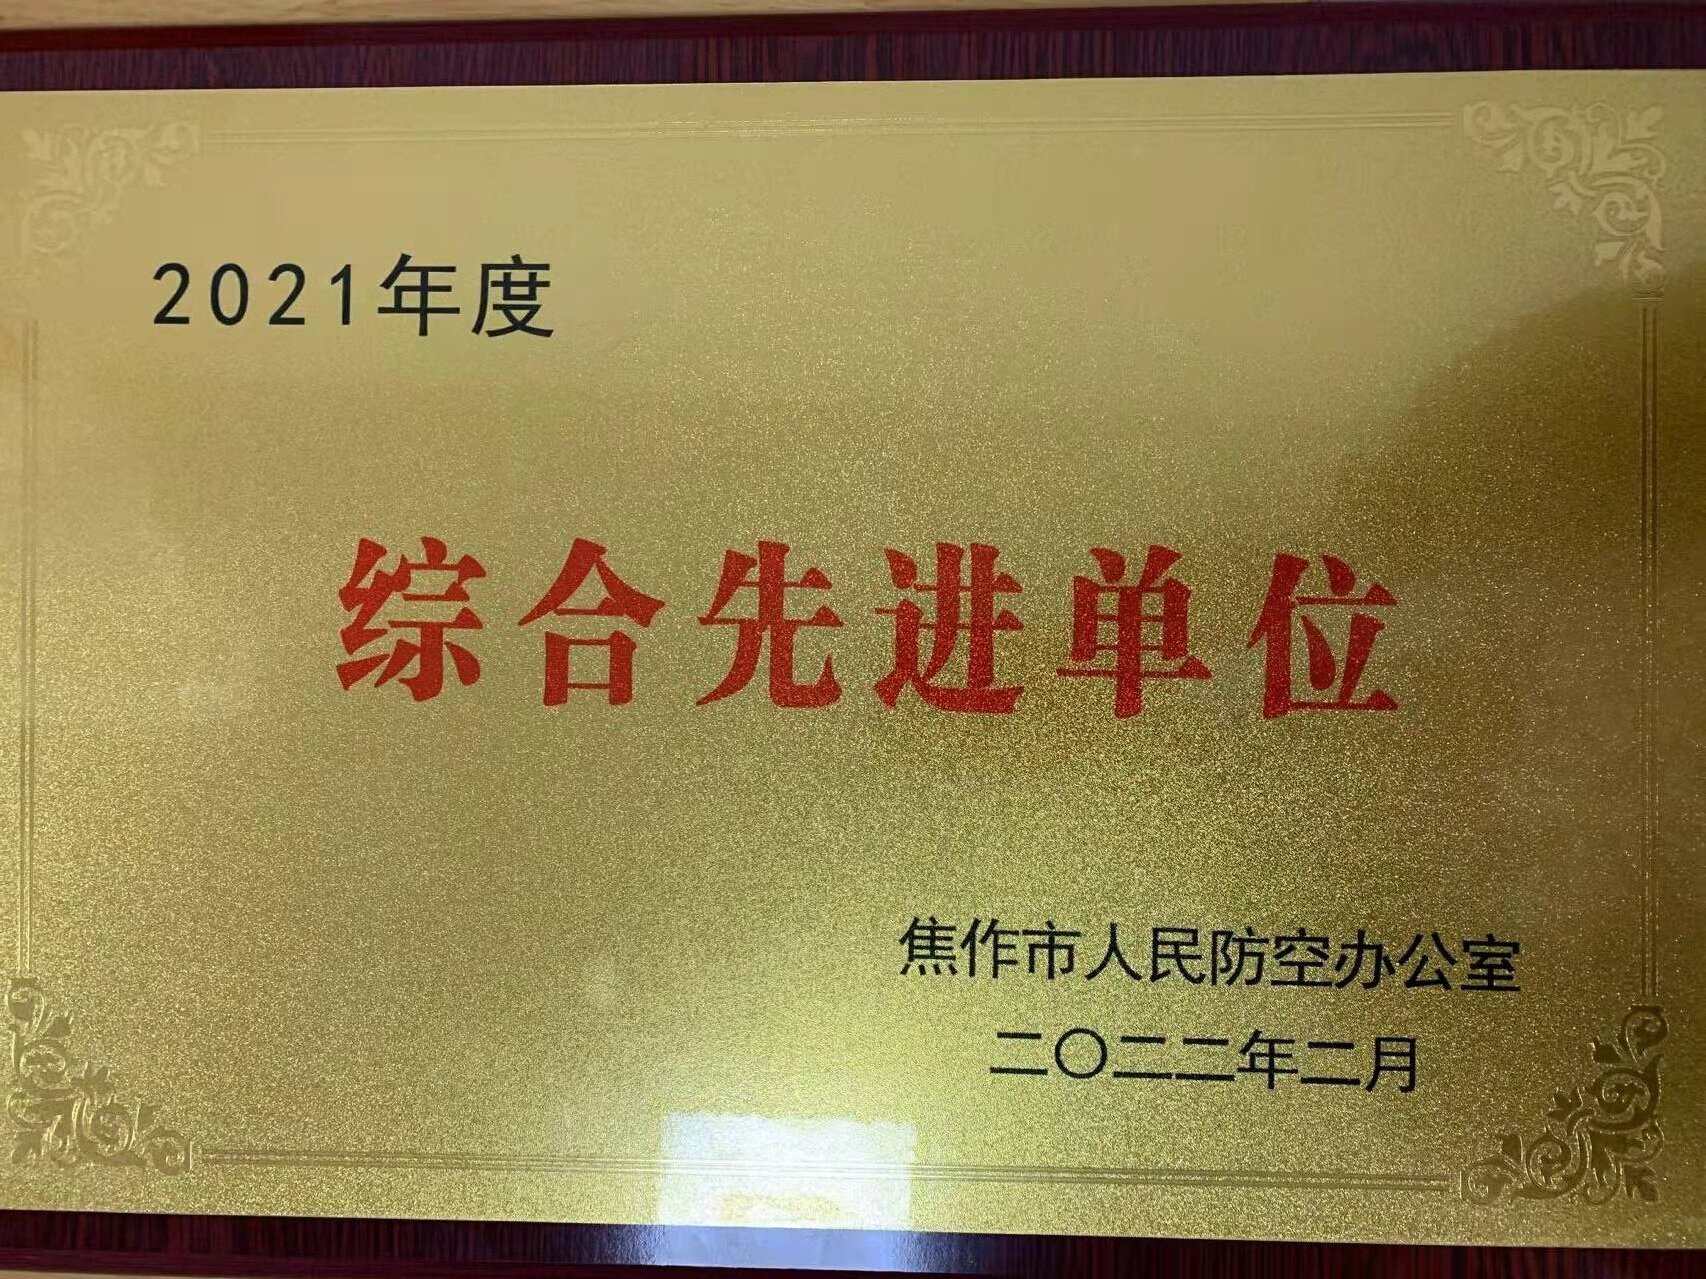 2021年度
综合先进单位
焦作市人民防空办公室
二〇二二年二月